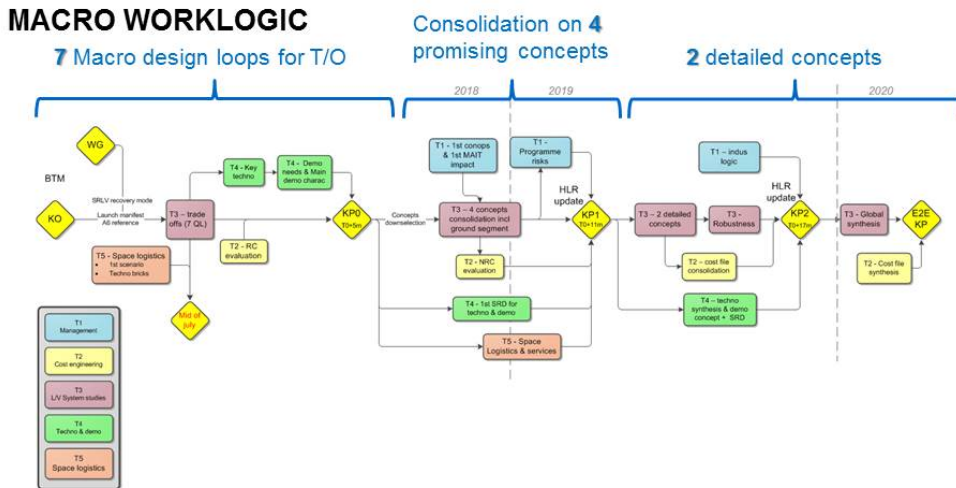 MACRO WORKLOGIC
7 Macro design loops for T/O
Consolidation on 4
promising concepts
2 detailed concepts
2018
2019
2020
WG
BTM
KO
SRLV recovery mode
Launch manifest
A6 reference
T5 - Space logistics
• 1st scenario
• Techno bricks
T3 – trade
offs (7 QL)
Mid of
july
T4 - Key
techno
T4 - Demo
needs & Main
demo charac
T2 - RC
evaluation
KP0
T0+5m
Concepts
downselection
T1 - 1st conops
& 1st MAIT
impact
T3 – 4 concepts
consolidation incl
ground segment
T2 - NRC
evaluation
T4 - 1st SRD for
techno & demo
T5 - Space
Logistics & services
T1 -
Programme
risks
HLR
update
KP1
T0+11m
T3 – 2 detailed
concepts
T3 -
Robustness
T2 – cost file
consolidation
T4 – techno
synthesis & demo
concept + SRD
T1 – indus
logic
HLR
update
KP2
T0+17m
T3 - Global
synthesis
T2 - Cost file
synthesis
E2E
KP
T1
Management
T2
Cost engineering
T3
L/V System studies
T4
Techno & demo
T5
Space logistics